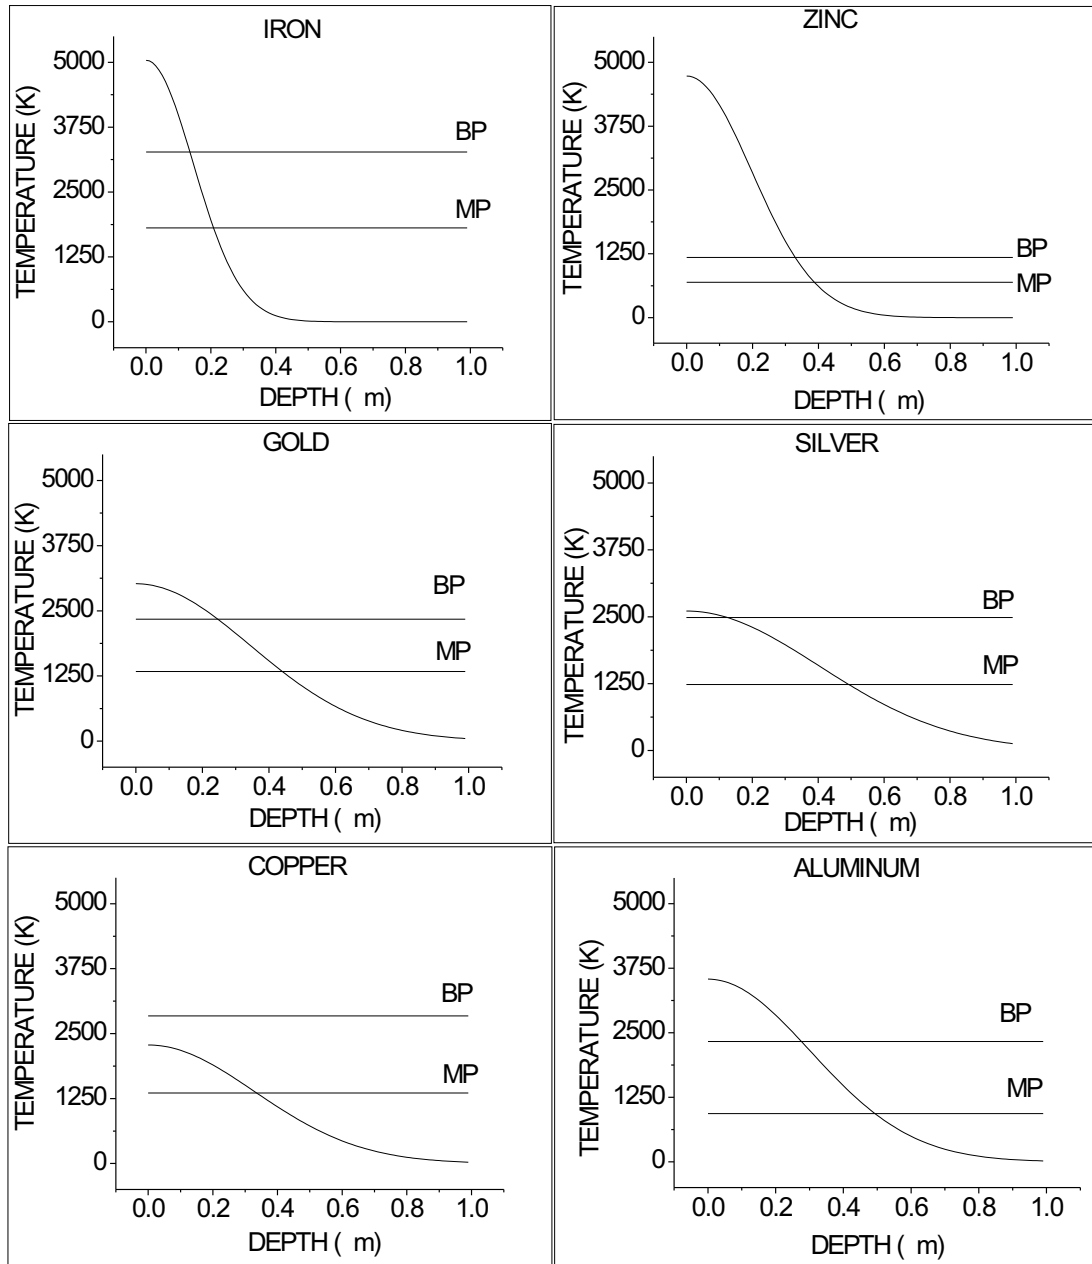 IRON
TEMPERATURE (K)
5000
3750
2500
1250
0
BP
MP
0.0 0.2 0.4 0.6 0.8 1.0
DEPTH ( m)
ZINC
TEMPERATURE (K)
5000
3750
2500
1250
0
BP
MP
0.0 0.2 0.4 0.6 0.8 1.0
DEPTH ( m)
GOLD
TEMPERATURE (K)
5000
3750
2500
1250
0
BP
MP
0.0 0.2 0.4 0.6 0.8 1.0
DEPTH ( m)
SILVER
TEMPERATURE (K)
5000
3750
2500
1250
0
BP
MP
0.0 0.2 0.4 0.6 0.8 1.0
DEPTH ( m)
COPPER
TEMPERATURE (K)
5000
3750
2500
1250
0
BP
MP
0.0 0.2 0.4 0.6 0.8 1.0
DEPTH ( m)
ALUMINUM
TEMPERATURE (K)
5000
3750
2500
1250
0
BP
MP
0.0 0.2 0.4 0.6 0.8 1.0
DEPTH ( m)